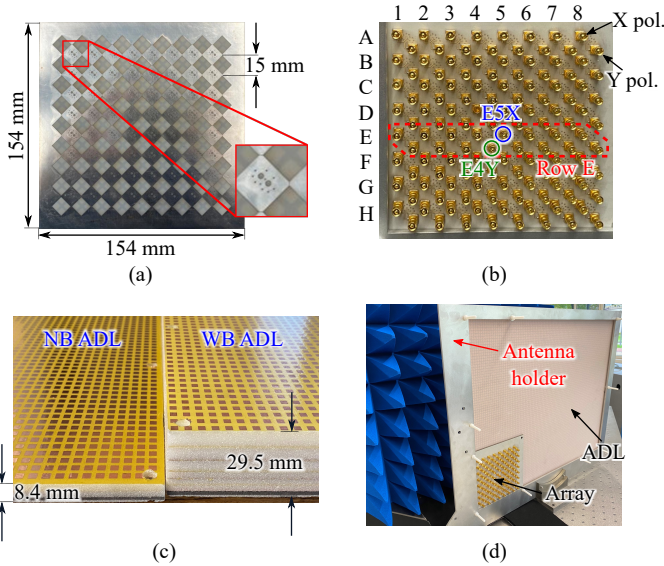 15 mm
154 mm
154 mm
(a)
1 2 3 4 5 6 7 8
X pol.
Y pol.
A
B
C
D
E
F
G
H
E5X
E4Y
Row E
(b)
NB ADL
WB ADL
29.5 mm
8.4 mm
(c)
Antenna
holder
ADL
Array
(d)